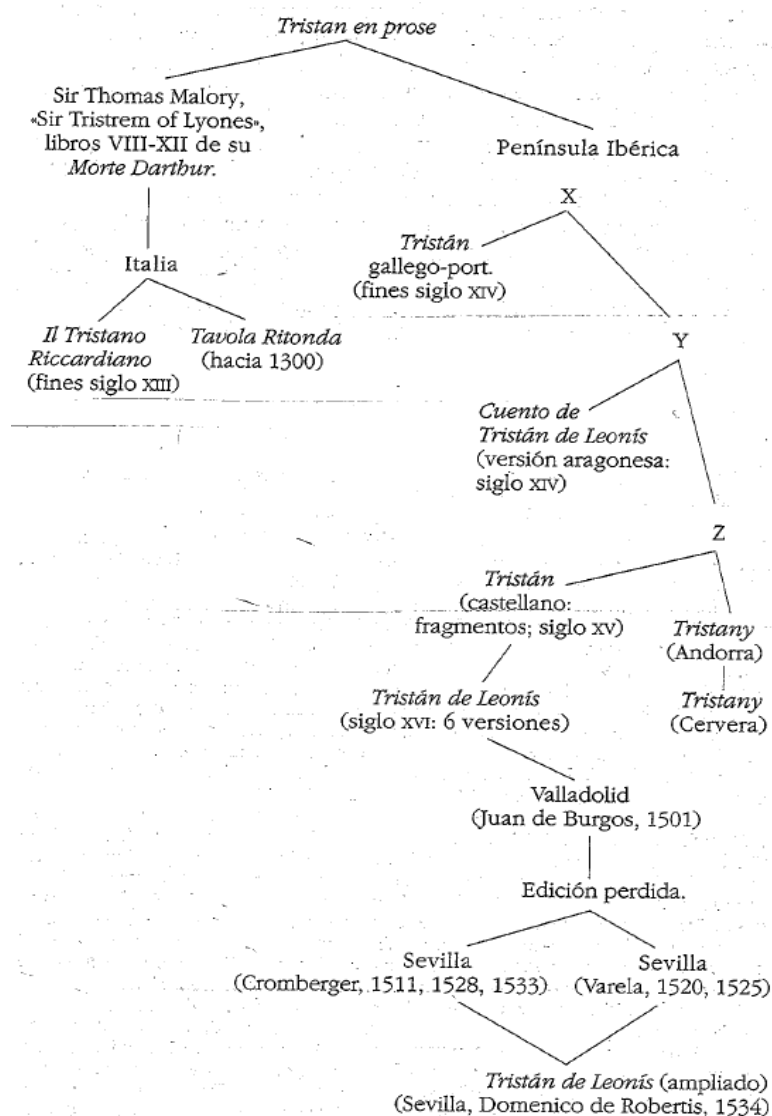 Tristan en prose
Sir Thomas Malory,
«Sir Tristrem of Lyones»,
libros VIII-XII de su
Morte Darthur.
Península Ibérica
X
Italia
Tristán
gallego-port.
(fines siglo XIV)
Il Tristano
Riccardiano
(fines siglo XIII)
Tavola Ritonda
(hacia 1300)
Y
Cuento de
Tristán de Leonís
(versión aragonesa:
siglo XIV)
Z
Tristán
(castellano:
fragmentos; siglo XV)
Tristany
(Andorra)
Tristán de Leonís
(siglo XVI: 6 versiones)
Tristany
(Cervera)
Valladolid
(Juan de Burgos, 1501)
Edición perdida.
Sevilla
(Cromberger, 1511, 1528, 1533)
Sevilla
(Varela, 1520, 1525)
Tristán de Leonís (ampliado)
(Sevilla, Domenico de Robertis, 1534)